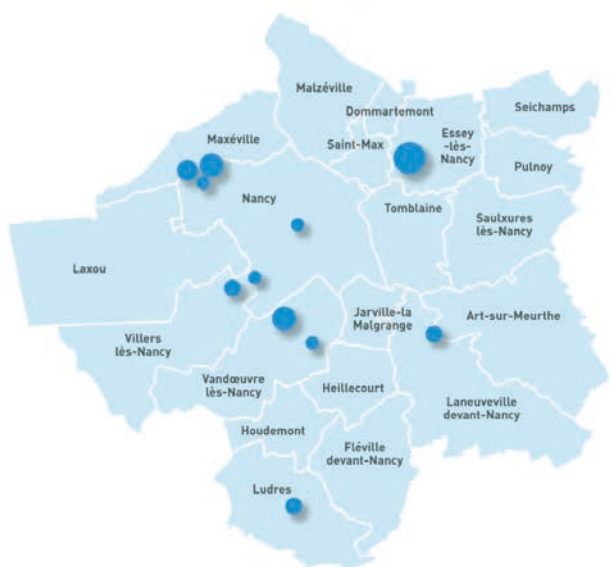 Malzéville
Dommartemont
Seichamps
Maxéville
Saint-Max
Essey
-lès-
Nancy
Pulnoy
Nancy
Tomblaine
Saulxures
lès-Nancy
Laxou
Jarville-la
Malgrange
Art-sur-Meurthe
Villers
lès-Nancy
Vandœuvre
lès-Nancy
Heillecourt
Laneuveville
devant-Nancy
Houdemont
Fléville
devant-Nancy
Ludres